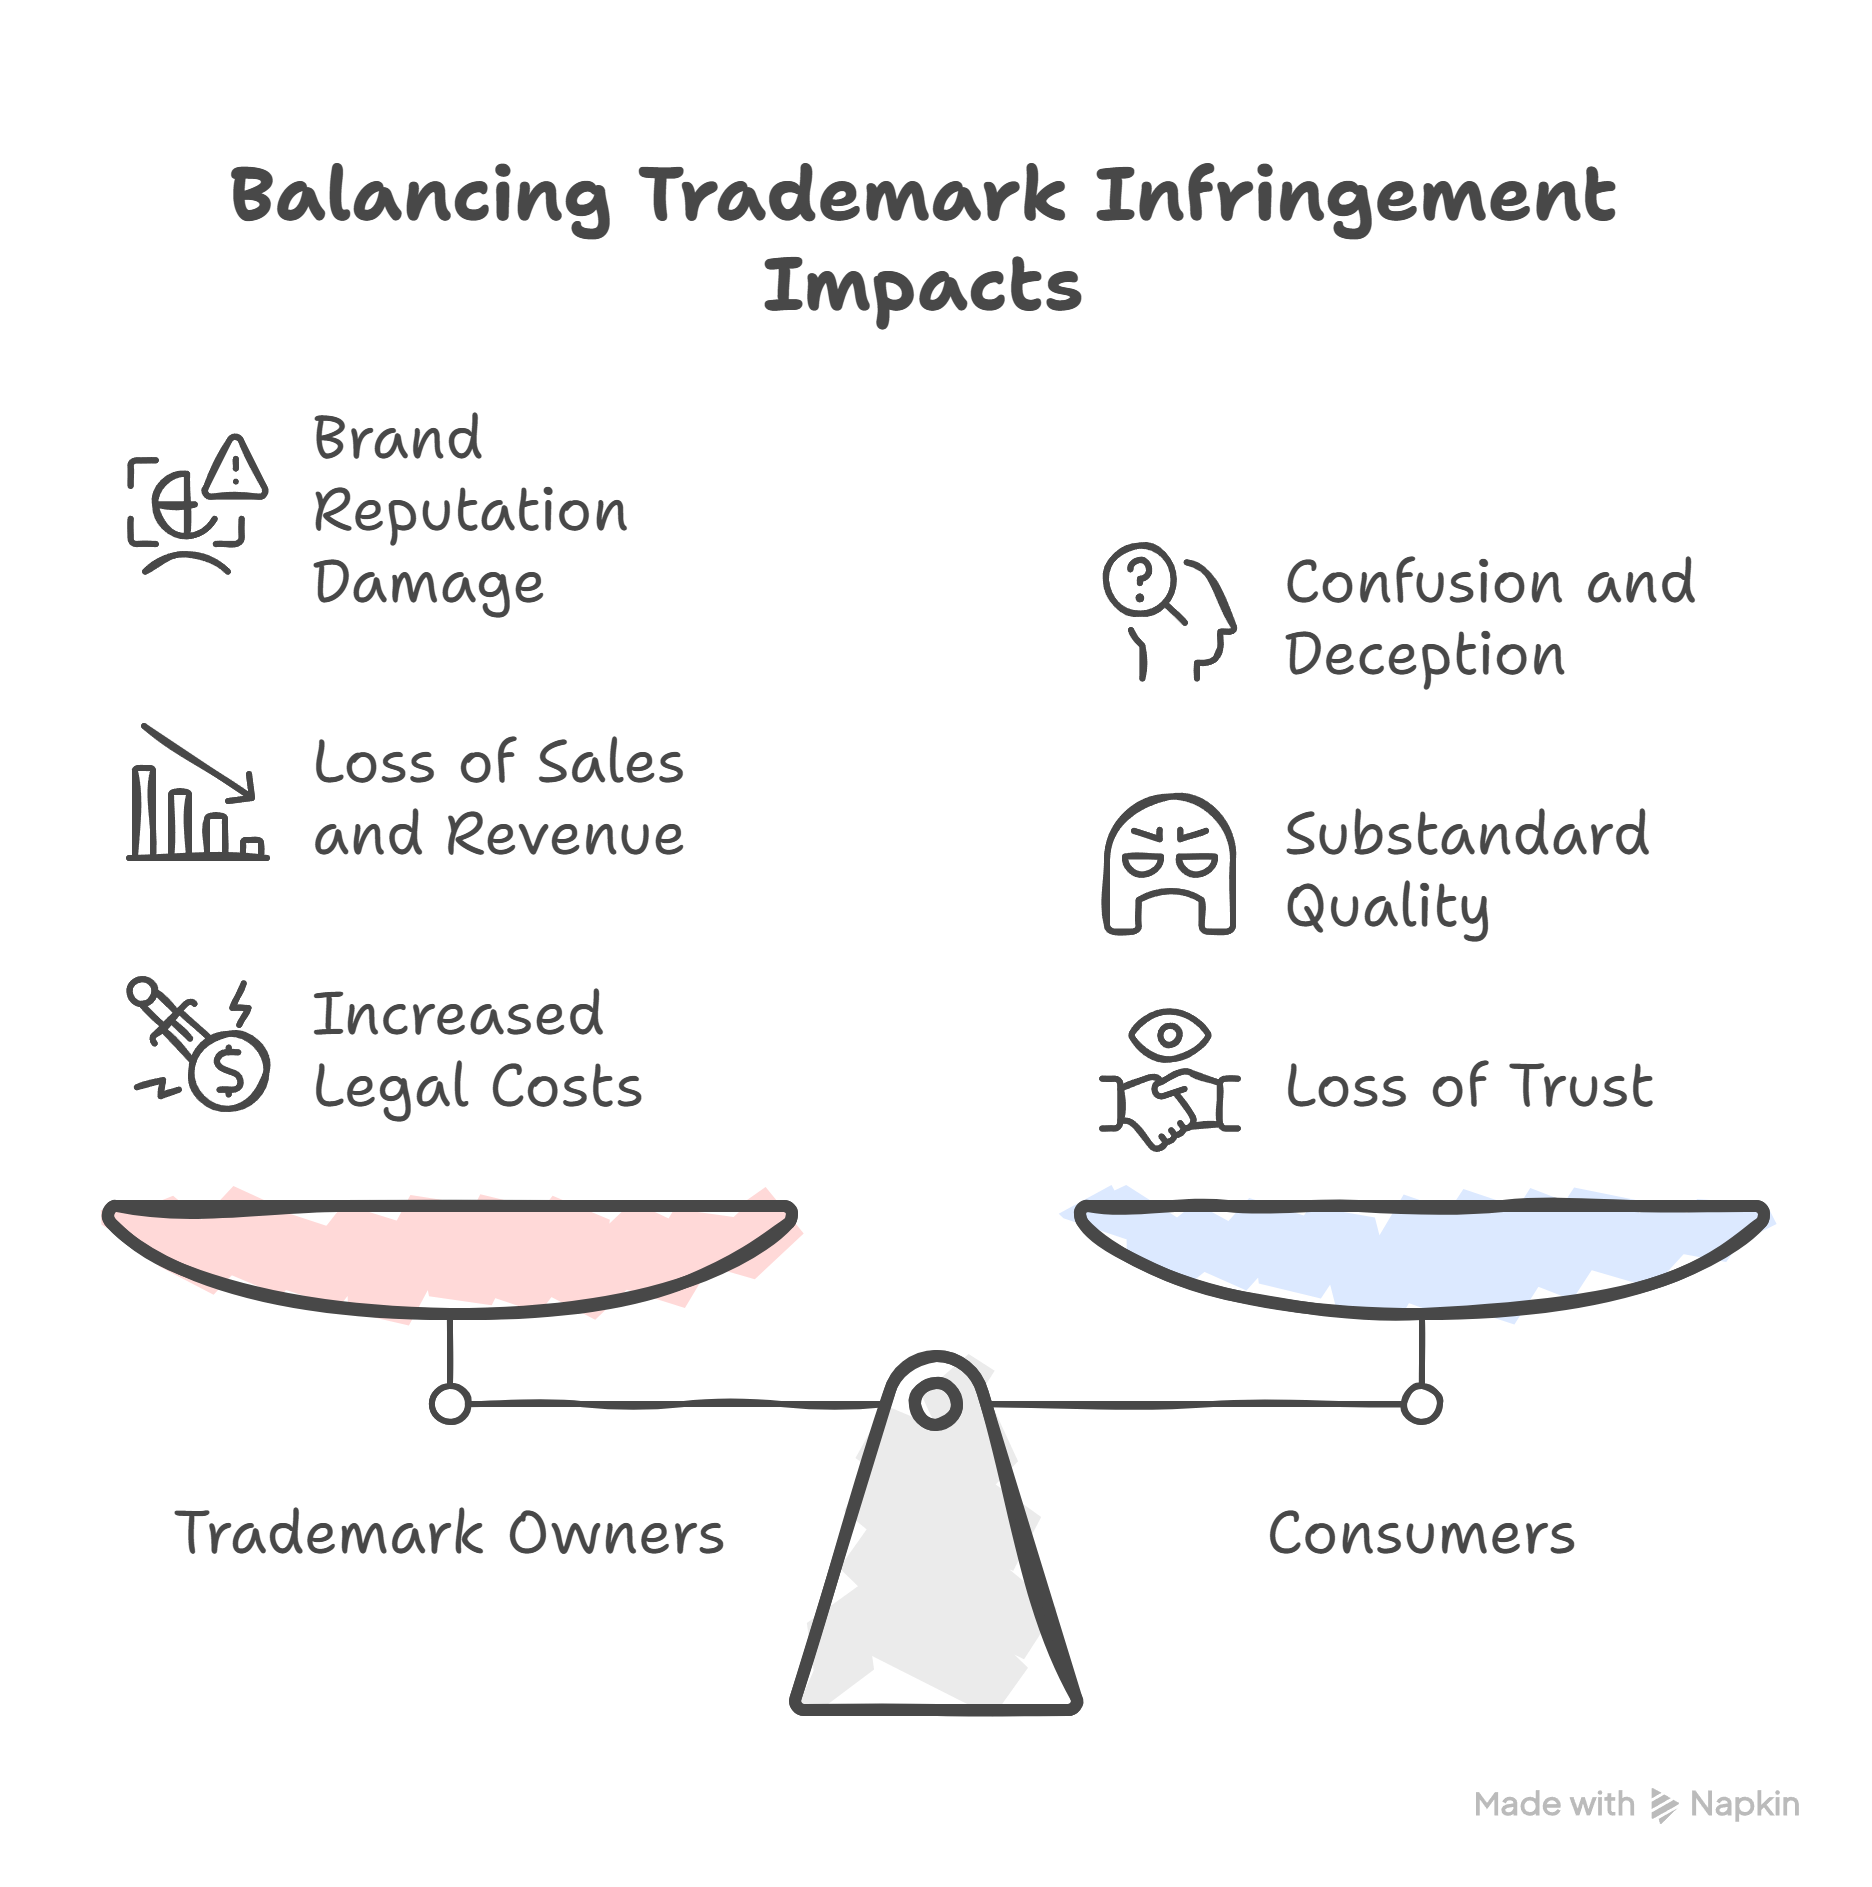 Balancing Trademark Infringement
Impacts
Brand
Reputation
Damage
Loss of Sales
and Revenue
Increased
Legal Costs
Confusion and
Deception
Substandard
Quality
Loss of Trust
Trademark Owners
Consumers
Made with Napkin